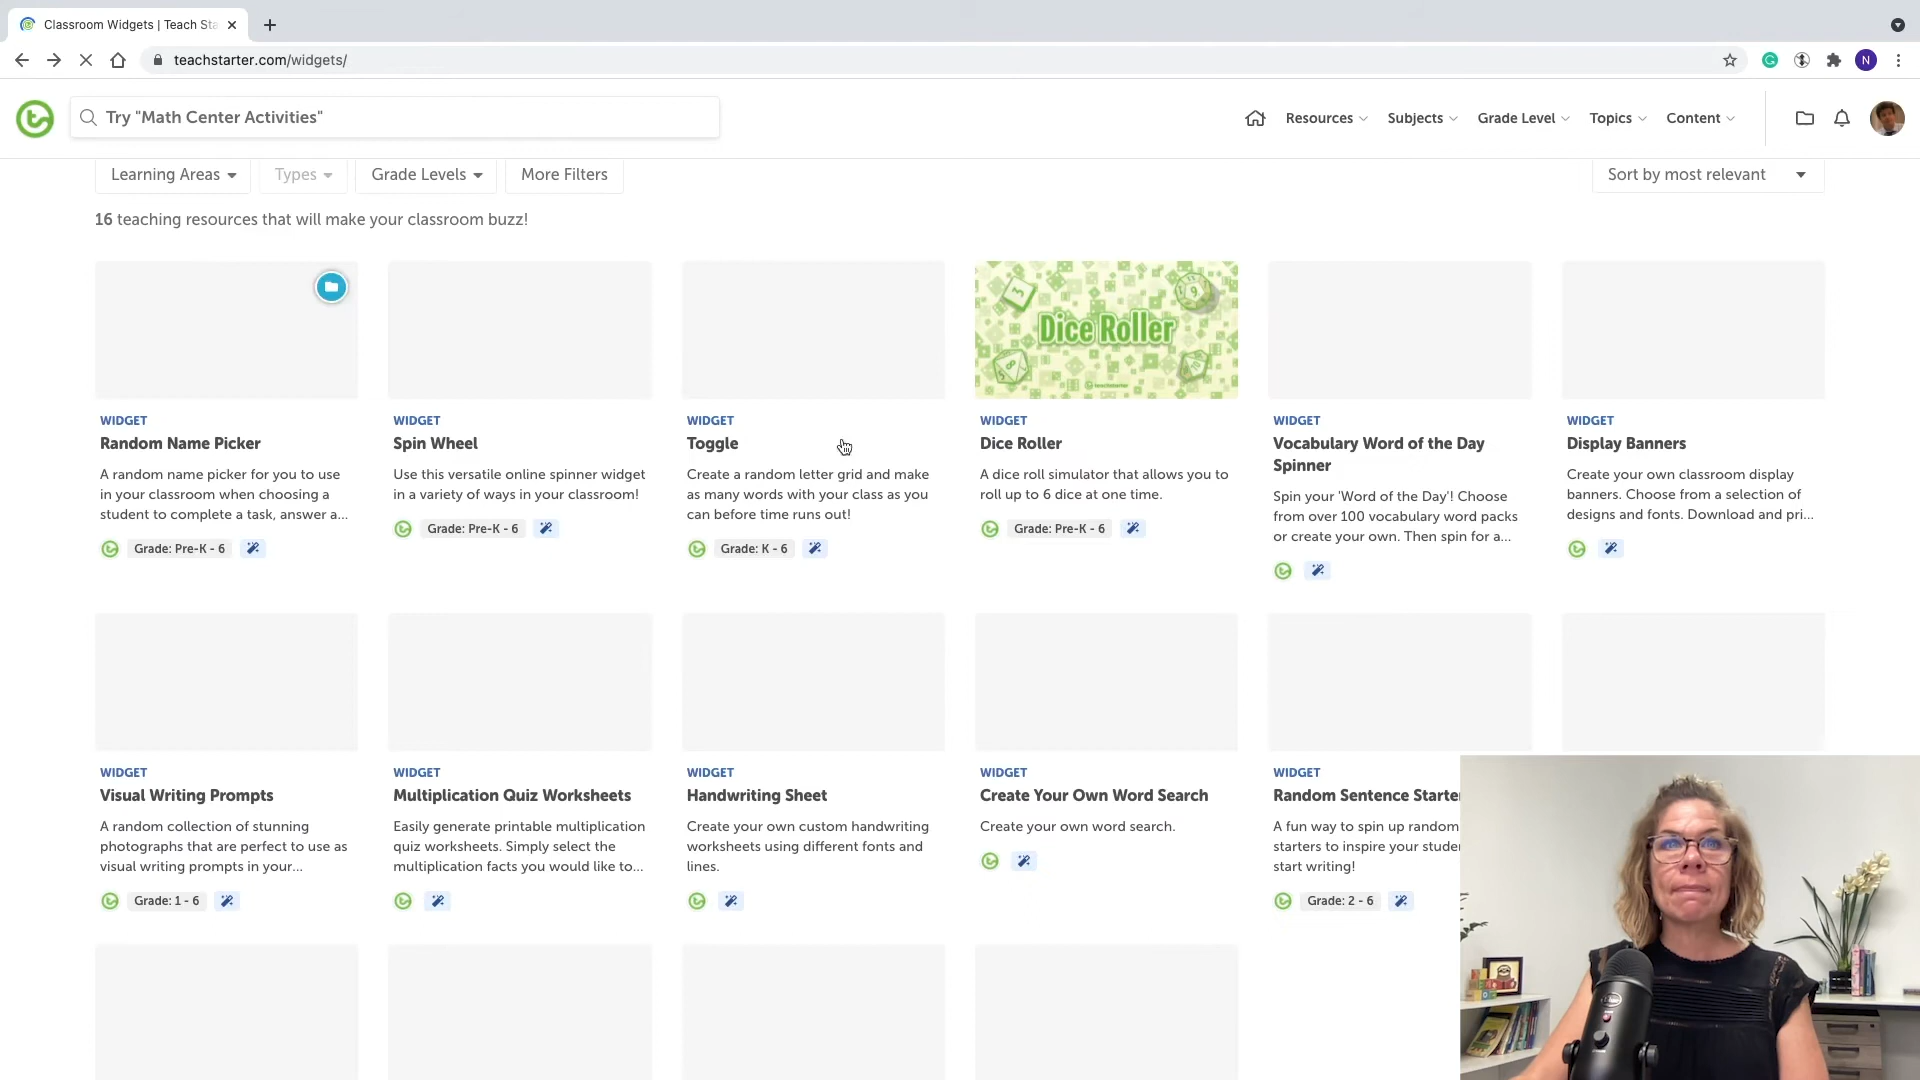 Classroom Widgets | Teach Sta
teachstarter.com/widgets/
N
Try "Math Center Activities"
Resources
Subjects
Grade Level
Topics
Content
Learning Areas
Types
Grade Levels
More Filters
Sort by most relevant
16 teaching resources that will make your classroom buzz!
Dice Roller
teachstarter
WIDGET
Random Name Picker
A random name picker for you to use
in your classroom when choosing a
student to complete a task, answer a...
Grade: Pre-K - 6
WIDGET
Spin Wheel
Use this versatile online spinner widget
in a variety of ways in your classroom!
Grade: Pre-K - 6
WIDGET
Toggle
Create a random letter grid and make
as many words with your class as you
can before time runs out!
Grade: K - 6
WIDGET
Dice Roller
A dice roll simulator that allows you to
roll up to 6 dice at one time.
Grade: Pre-K - 6
WIDGET
Vocabulary Word of the Day
Spinner
Spin your 'Word of the Day'! Choose
from over 100 vocabulary word packs
or create your own. Then spin for a...
WIDGET
Display Banners
Create your own classroom display
banners. Choose from a selection of
designs and fonts. Download and pri...
WIDGET
Visual Writing Prompts
A random collection of stunning
photographs that are perfect to use as
visual writing prompts in your...
Grade: 1 - 6
WIDGET
Multiplication Quiz Worksheets
Easily generate printable multiplication
quiz worksheets. Simply select the
multiplication facts you would like to...
WIDGET
Handwriting Sheet
Create your own custom handwriting
worksheets using different fonts and
lines.
WIDGET
Create Your Own Word Search
Create your own word search.
WIDGET
Random Sentence Starte
A fun way to spin up random
starters to inspire your stude
start writing!
Grade: 2 - 6